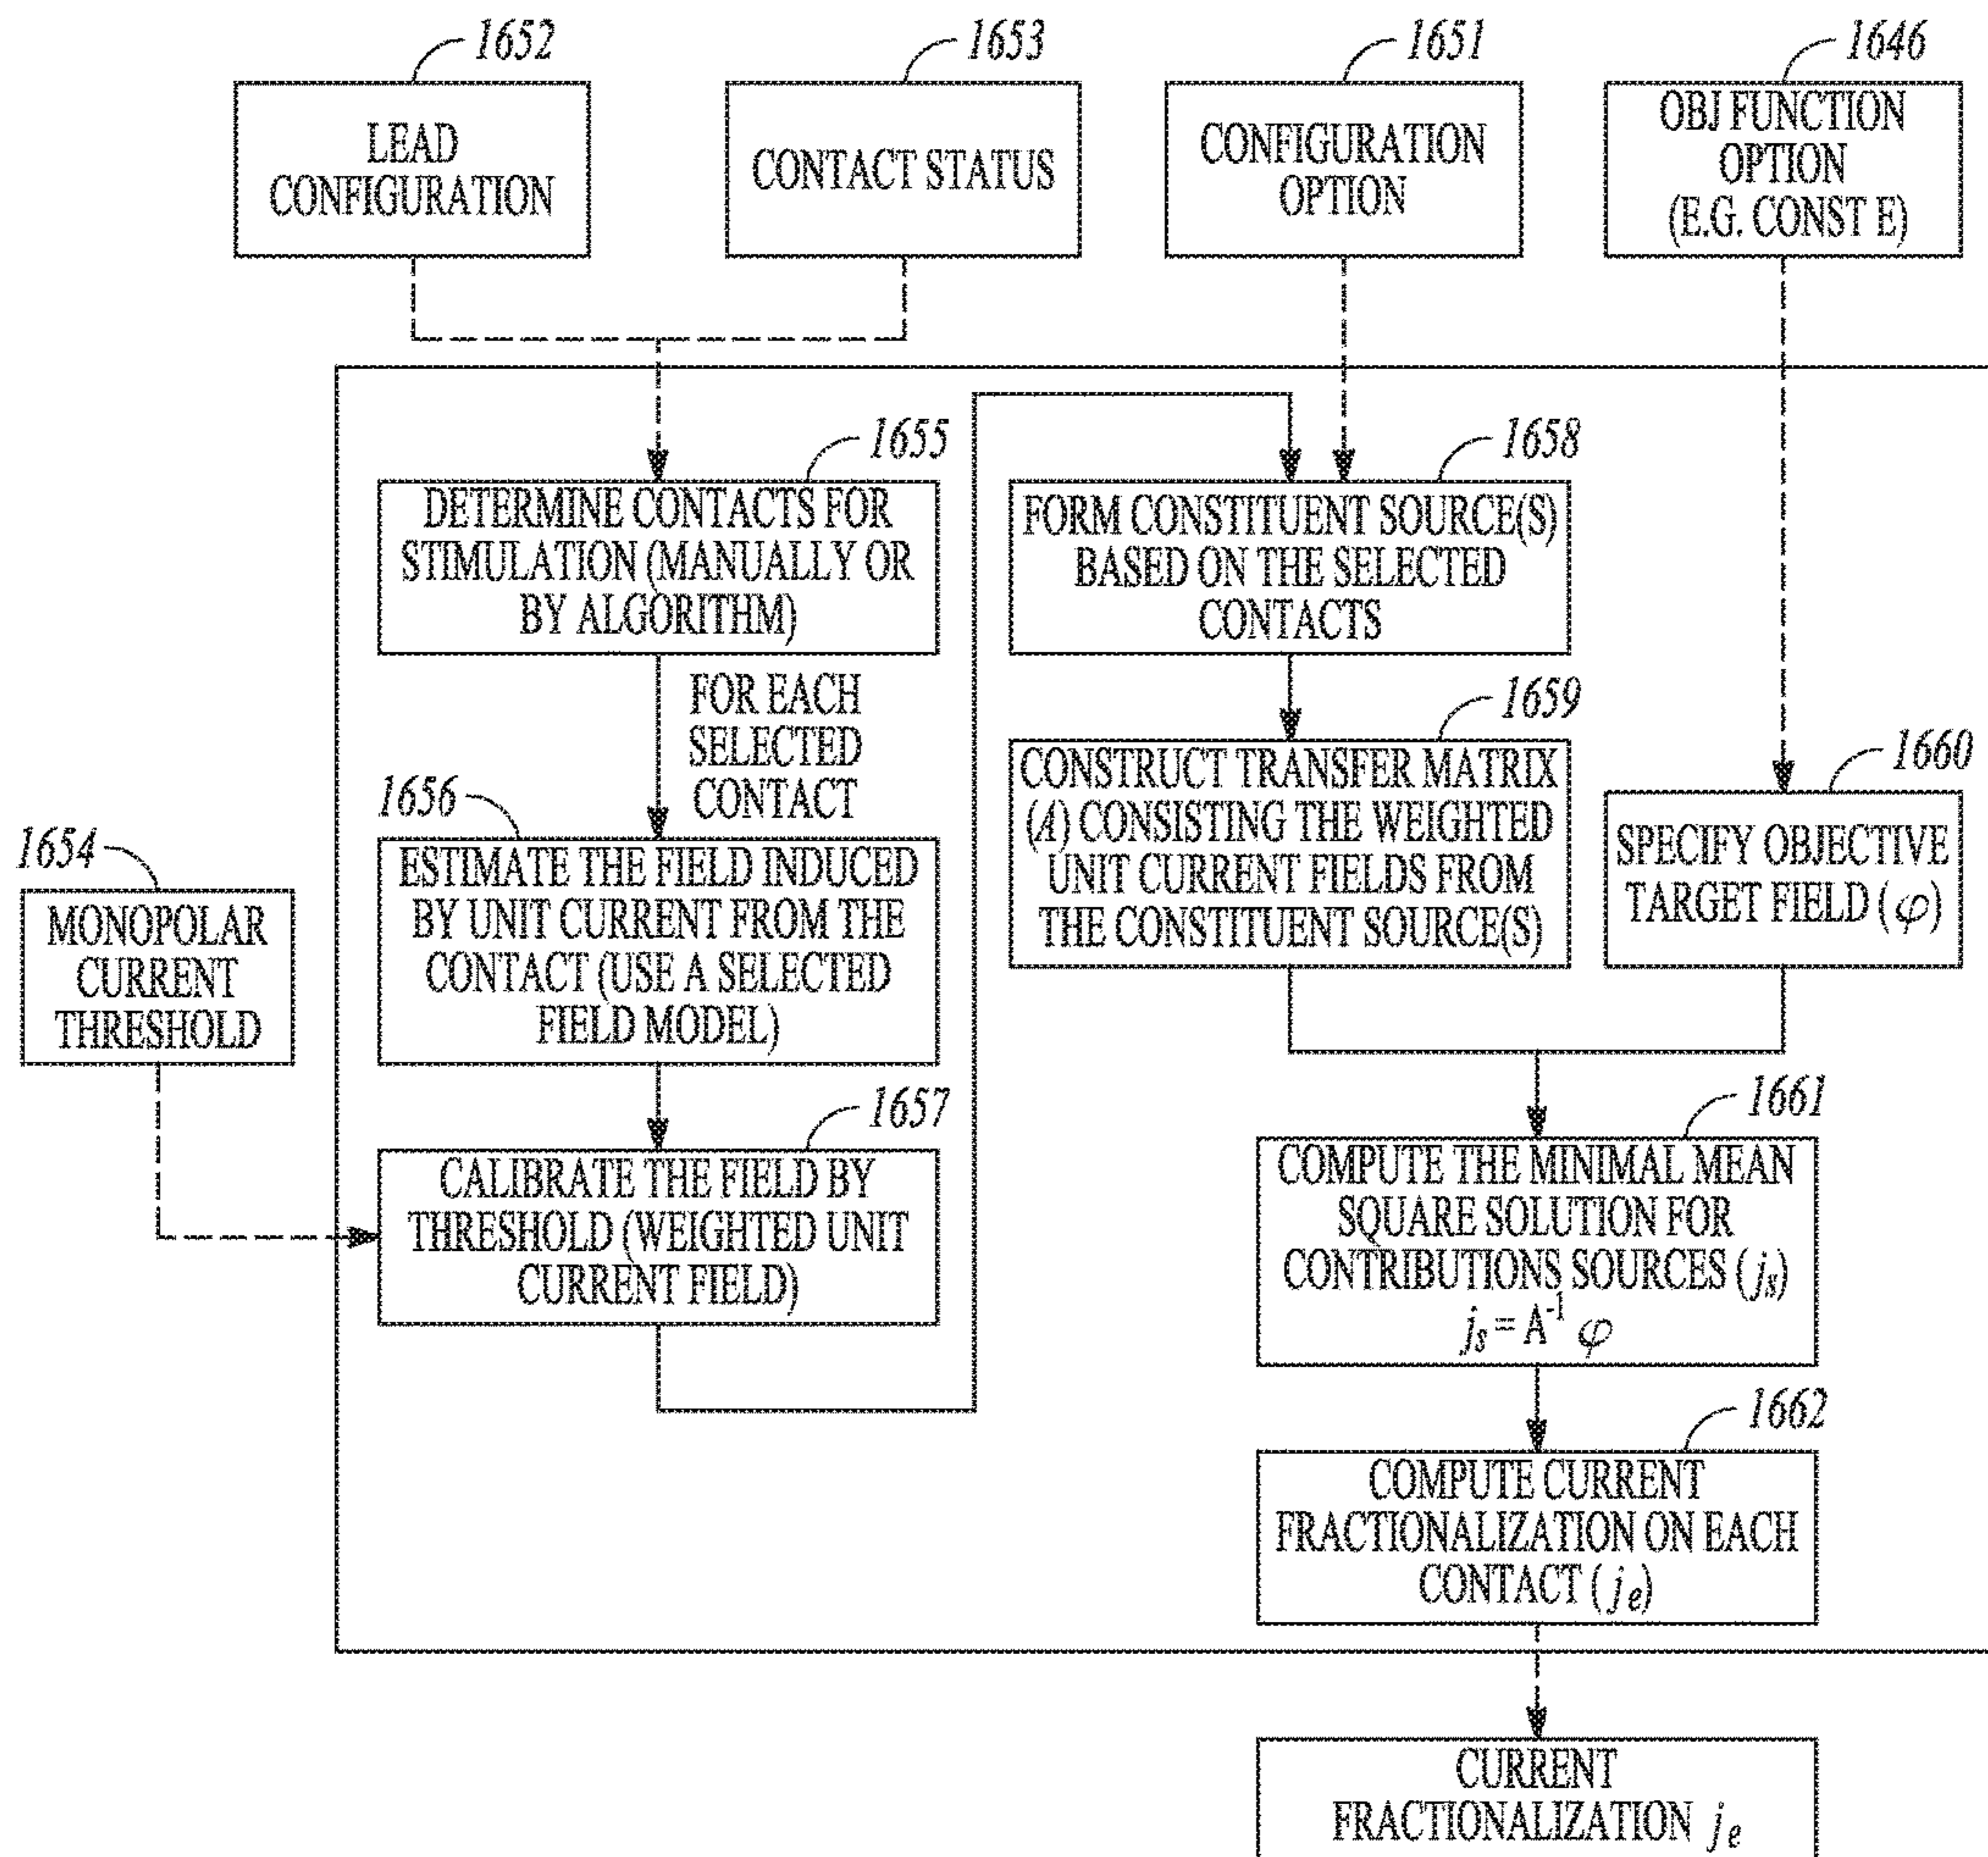 1652
LEAD
CONFIGURATION
1653
CONTACT STATUS
1651
CONFIGURATION
OPTION
1646
OBJ FUNCTION
OPTION
(E.G. CONST E)
1655
DETERMINE CONTACTS FOR
STIMULATION (MANUALLY OR
BY ALGORITHM)
FOR EACH
SELECTED
CONTACT
1656
ESTIMATE THE FIELD INDUCED
BY UNIT CURRENT FROM THE
CONTACT (USE A SELECTED
FIELD MODEL)
1654
MONOPOLAR
CURRENT
THRESHOLD
1657
CALIBRATE THE FIELD BY
THRESHOLD (WEIGHTED UNIT
CURRENT FIELD)
1658
FORM CONSTITUENT SOURCE(S)
BASED ON THE SELECTED
CONTACTS
1659
CONSTRUCT TRANSFER MATRIX
(A) CONSISTING THE WEIGHTED
UNIT CURRENT FIELDS FROM
THE CONSTITUENT SOURCE(S)
1660
SPECIFY OBJECTIVE
TARGET FIELD (φ)
1661
COMPUTE THE MINIMAL MEAN
SQUARE SOLUTION FOR
CONTRIBUTIONS SOURCES (jₛ)
jₛ = A⁻¹ φ
1662
COMPUTE CURRENT
FRACTIONALIZATION ON EACH
CONTACT (jₑ)
CURRENT
FRACTIONALIZATION jₑ